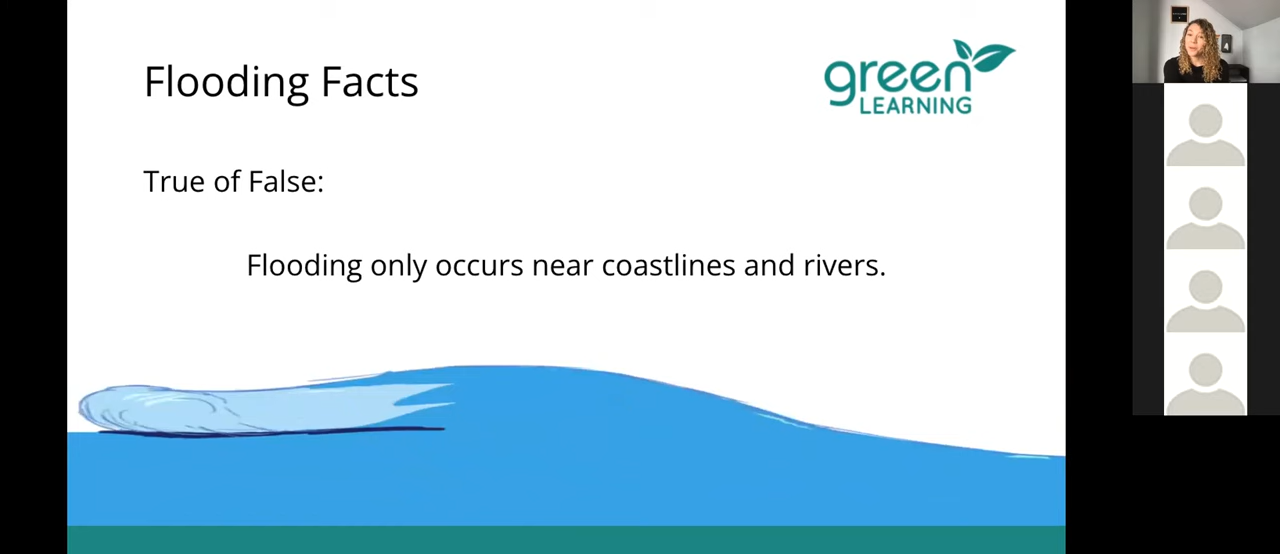 Flooding Facts
green
LEARNING
True of False:
Flooding only occurs near coastlines and rivers.